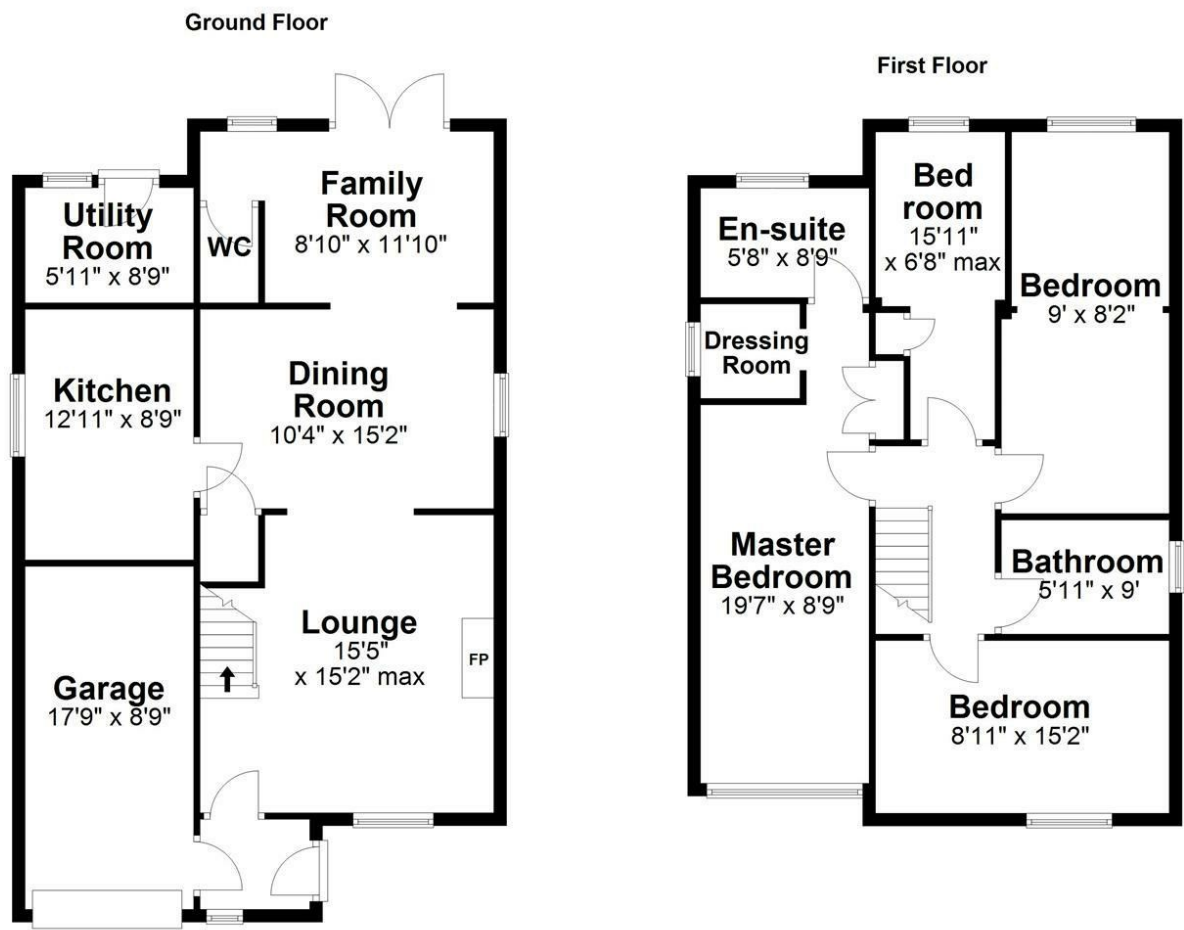 Ground Floor
Family
Room
8'10" x 11'10"
Utility
Room
5'11" x 8'9"
WC
Kitchen
12'11" x 8'9"
Dining
Room
10'4" x 15'2"
Lounge
15'5"
x 15'2" max
FP
Garage
17'9" x 8'9"
First Floor
Bed
room
15'11"
x 6'8" max
En-suite
5'8" x 8'9"
Bedroom
9' x 8'2"
Dressing
Room
Master
Bedroom
19'7" x 8'9"
Bathroom
5'11" x 9'
Bedroom
8'11" x 15'2"